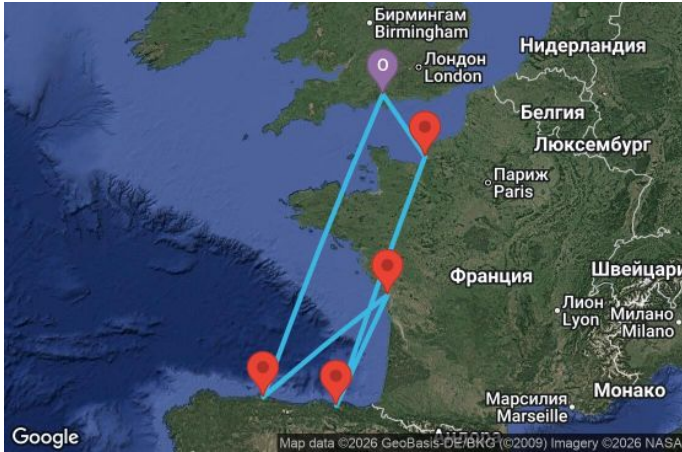 Бирмингам
Birmingham
Нидерландия
Лондон
London
O
Белгия
Люксембург
Париж
Paris
Франция
Швейцари
Лион
Lyon
Милано
Milano
Монако
Марсилия
Marseille
Андора
Google
Map data ©2026 GeoBasis-DE/BKG (©2009) Imagery ©2026 NASA